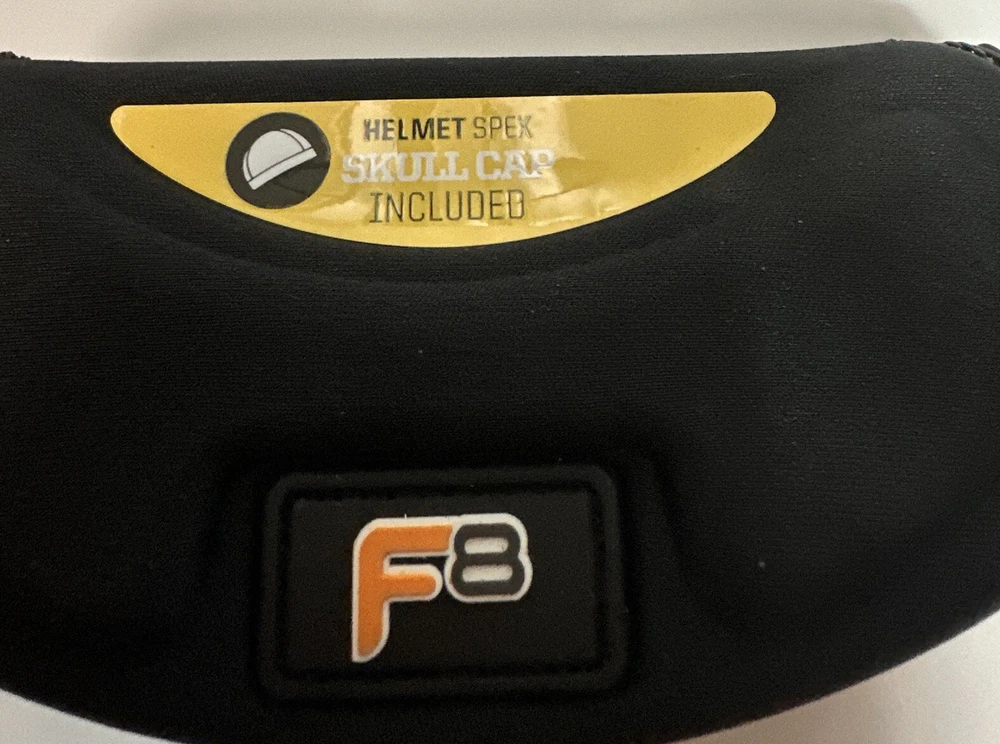 HELMET SPEX
SKULL CAP
INCLUDED
F8